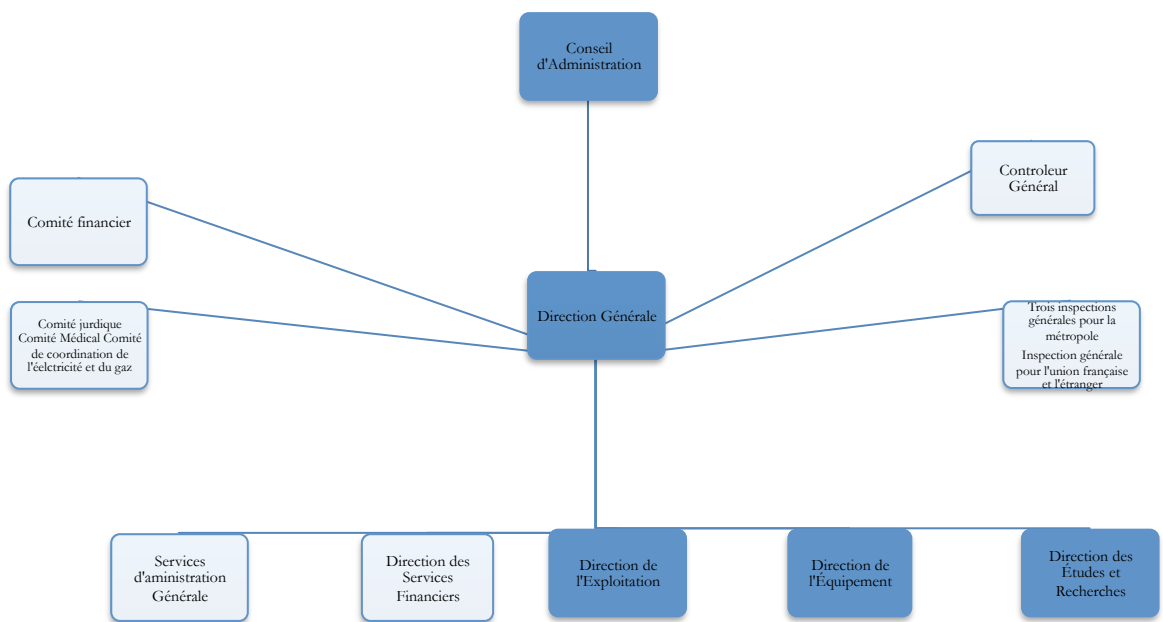 Conseil
d'Administration
Controleur
Général
Comité financier
Direction Générale
Comité jurdique
Comité Médical Comité
de coordination de
l'éelctricité et du gaz
Trois inspections
générales pour la
métropole
Inspection générale
pour l'union française
et l'étranger
Services
d'aministration
Générale
Direction des
Services
Financiers
Direction de
l'Exploitation
Direction de
l'Équipement
Direction des
Études et
Recherches